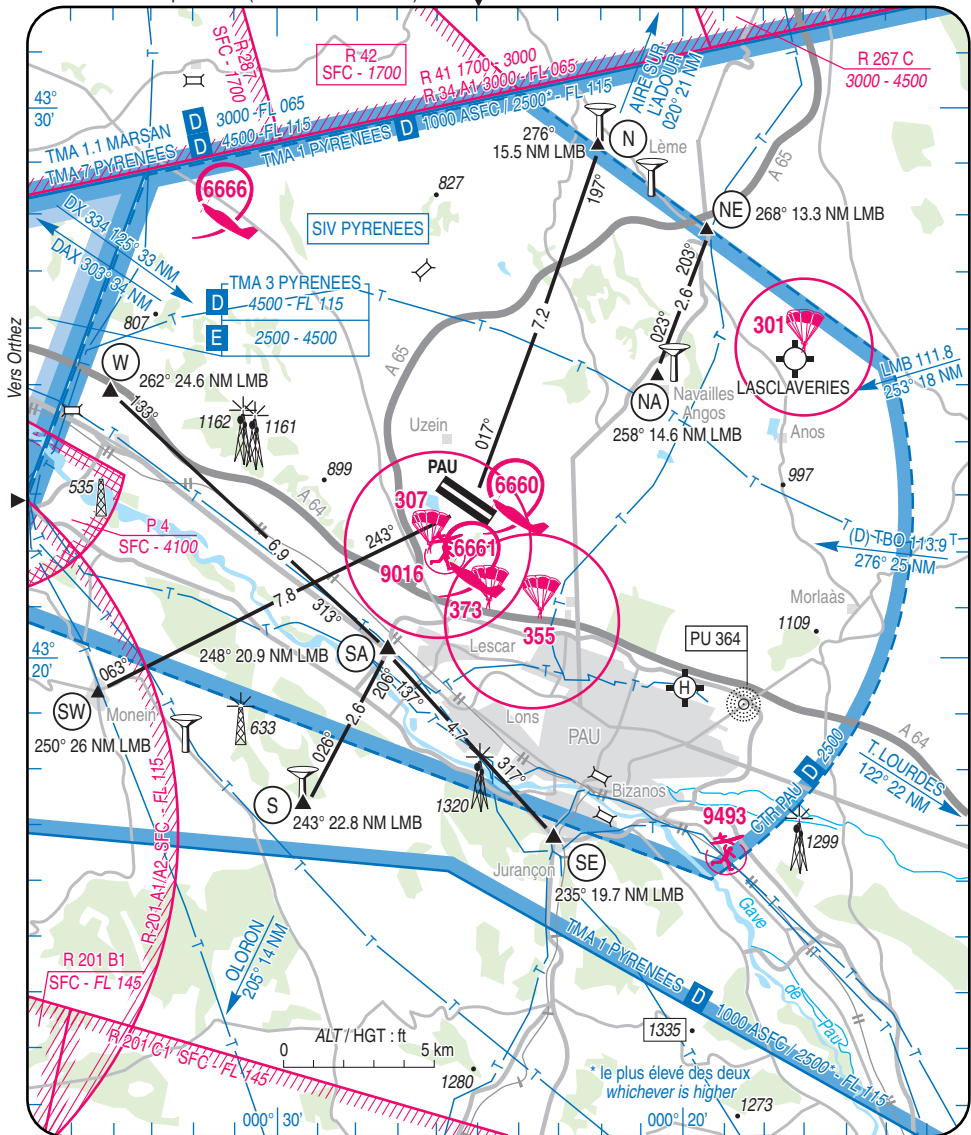 R 287
SFC - 1700
R 42
SFC - 1700
R 41 1700 - 3000
R 34 A1 3000 - FL 065
AIRE SUR
L'ADOUR
020° 21 NM
R 267 C
3000 - 4500
43°
30'
TMA 1.1 MARSAN
D
3000 - FL 065
TMA 7 PYRENEES
D
4500 - FL 115
TMA 1 PYRENEES D 1000 ASFC / 2500* - FL 115
276°
15.5 NM LMB
N
Lème
A 65
6666
827
197°
NE
268° 13.3 NM LMB
SIV PYRENEES
DX 334 125° 33 NM
DAX 303° 34 NM
TMA 3 PYRENEES
D
4500 - FL 115
E
2500 - 4500
203°
2.6
023°
7.2
301
LASCLAVERIES
807
Vers Orthez
A 65
LMB 111.8
253° 18 NM
W
262° 24.6 NM LMB
133°
NA
Navailles
Angos
258° 14.6 NM LMB
1162
1161
Uzein
017°
Anos
899
PAU
6660
997
535
A 64
307
P 4
SFC - 4100
243°
6661
9016
(D) TBO 113.9
276° 25 NM
6.9
373
355
7.8
313°
Morlaàs
1109
43°
20'
248° 20.9 NM LMB
SA
Lescar
PU 364
063°
206°
137°
H
SW
Monein
2.6
4.7
Lons
633
PAU
A 64
250° 26 NM LMB
026°
317°
T.LOURDES
122° 22 NM
S
243° 22.8 NM LMB
1320
Bizanos
CTR PAU D 2500
9493
1299
R 201 A1/A2 SFC - FL 115
Jurançon
SE
235° 19.7 NM LMB
Gave
de
Pau
OLORON
205° 14 NM
R 201 B1
SFC - FL 145
TMA 1 PYRENEES D 1000 ASFC / 2500* - FL 115
R 201 C1 SFC - FL 145
ALT / HGT : ft
0
5 km
1335
1280
* le plus élevé des deux
whichever is higher
1273
000° 30'
000° 20'